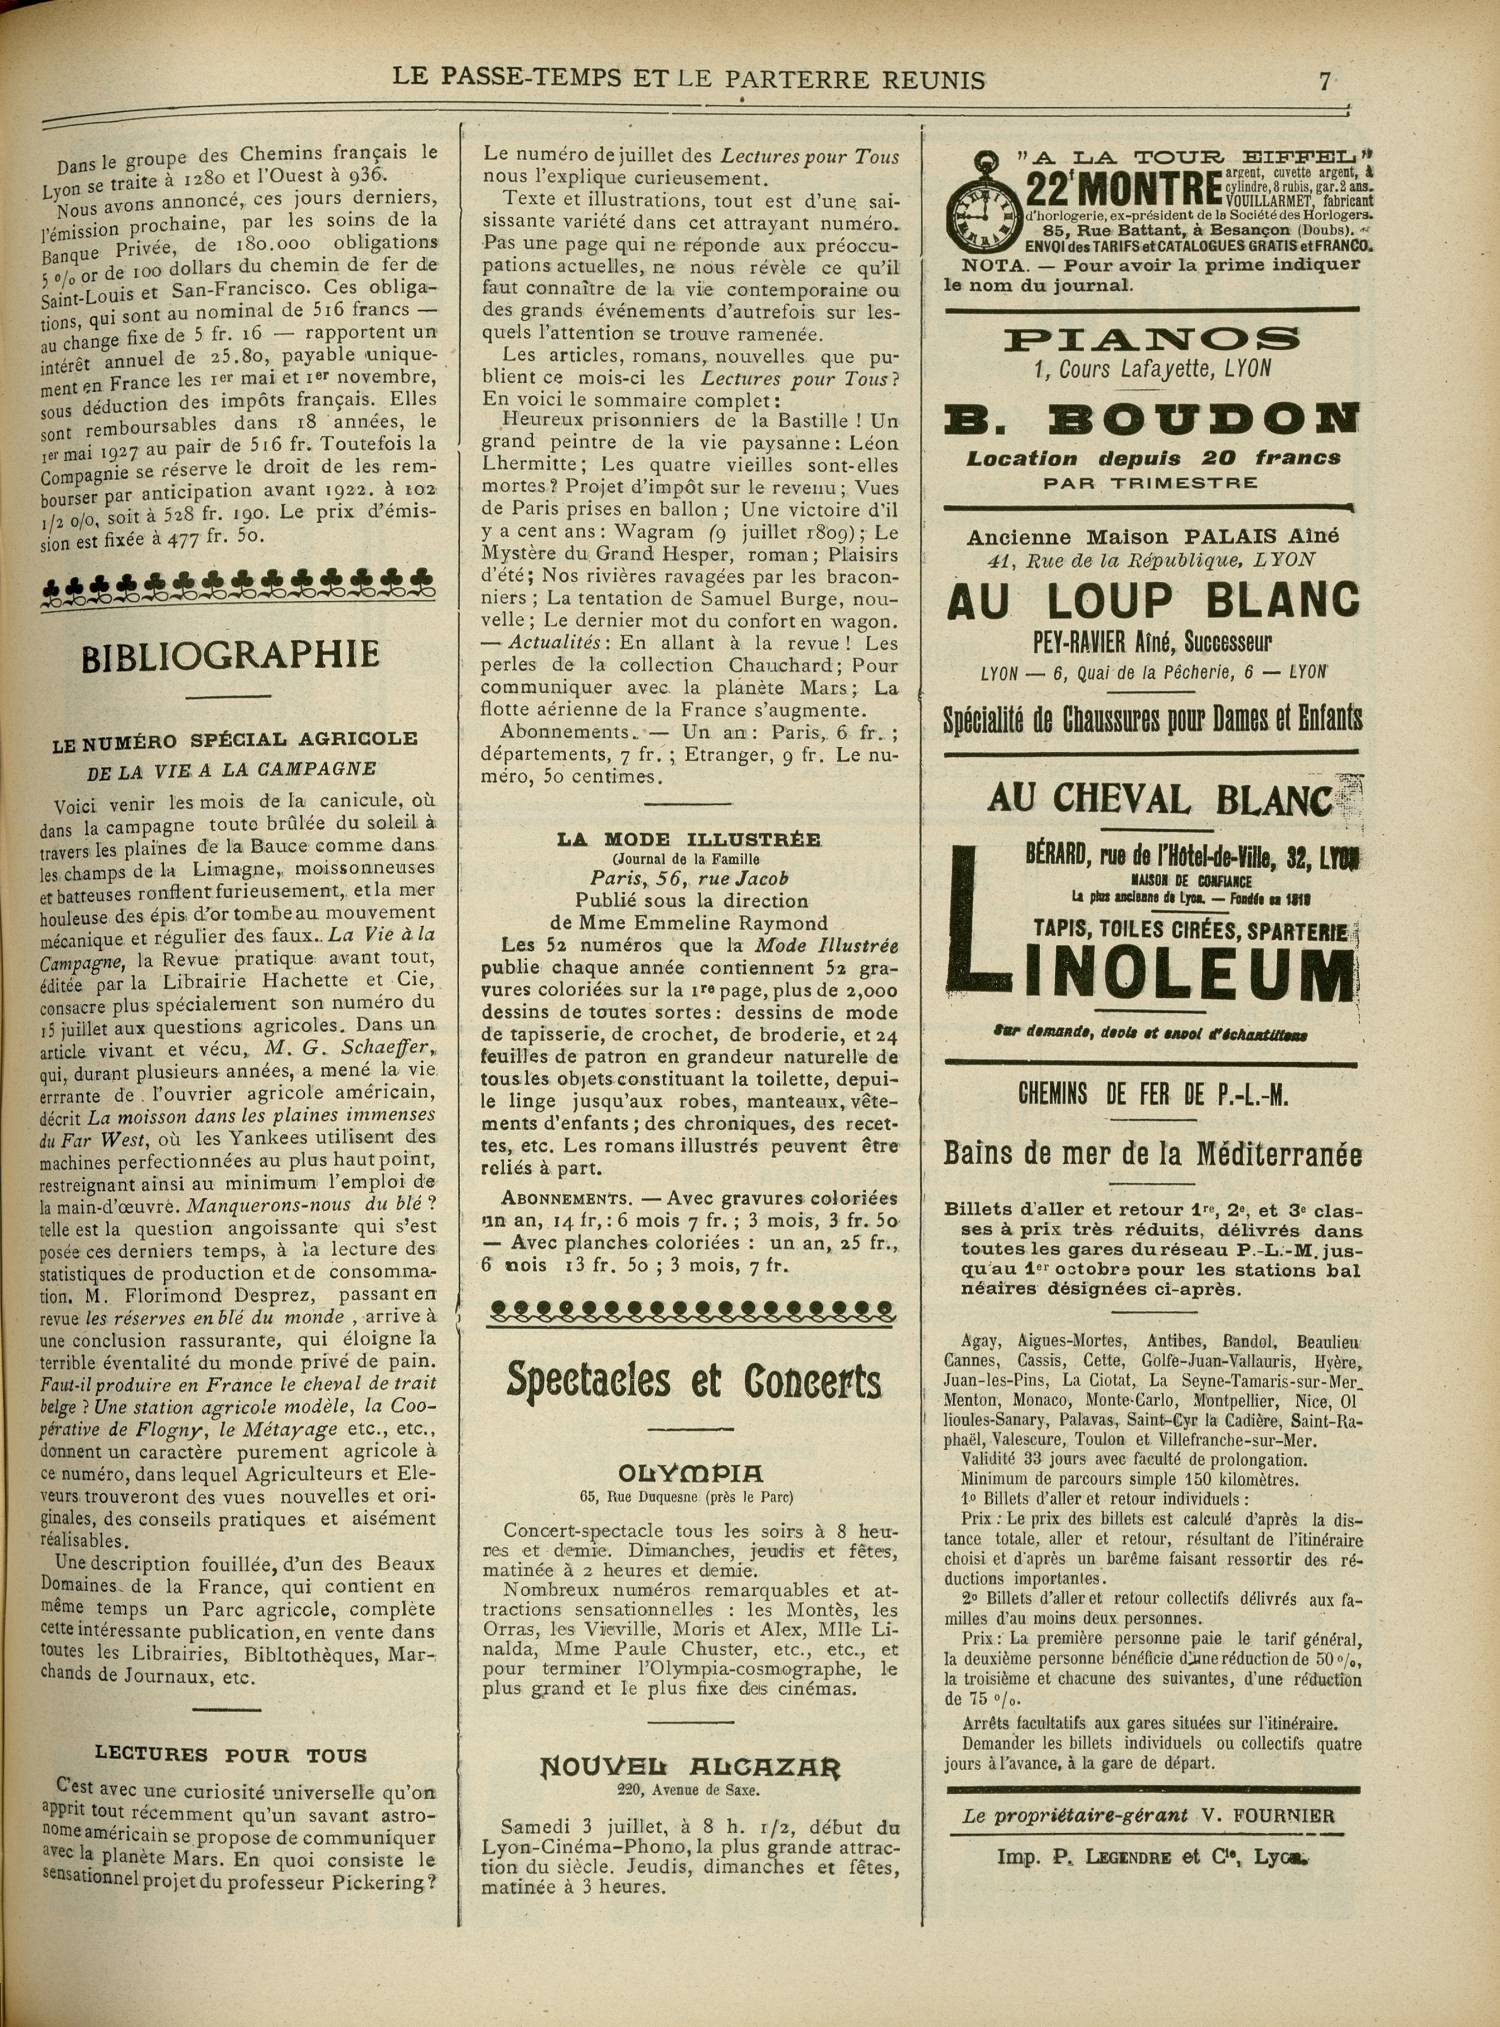 LE PASSE-TEMPS ET LE PARTERRE REUNIS
7
Dans le groupe des Chemins français le
Lyon se traite à 1280 et l'Ouest à 936.
Nous avons annoncé, ces jours derniers,
l'émission prochaine, par les soins de la
Banque Privée, de 180.000 obligations
5 % or de 100 dollars du chemin de fer de
Saint-Louis et San-Francisco. Ces obliga-
tions, qui sont au nominal de 516 francs —
au change fixe de 5 fr. 16 — rapportent un
intérêt annuel de 25.80, payable unique-
ment en France les 1er mai et 1er novembre,
sous déduction des impôts français. Elles
sont remboursables dans 18 années, le
1er mai 1927 au pair de 516 fr. Toutefois la
Compagnie se réserve le droit de les rem-
bourser par anticipation avant 1922. à 102
1/2 o/o, soit à 528 fr. 190. Le prix d'émis-
sion est fixée à 477 fr. 50.
BIBLIOGRAPHIE
LE NUMÉRO SPÉCIAL AGRICOLE
DE LA VIE A LA CAMPAGNE
Voici venir les mois de la canicule, où
dans la campagne toute brûlée du soleil à
travers les plaines de la Bauce comme dans
les champs de la Limagne, moissonneuses
et batteuses ronflent furieusement, et la mer
houleuse des épis d'or tombe au mouvement
mécanique et régulier des faux. La Vie à la
Campagne, la Revue pratique avant tout,
éditée par la Librairie Hachette et Cie,
consacre plus spécialement son numéro du
15 juillet aux questions agricoles. Dans un
article vivant et vécu, M. G. Schaeffer,
qui, durant plusieurs années, a mené la vie
errrante de l'ouvrier agricole américain,
décrit La moisson dans les plaines immenses
du Far West, où les Yankees utilisent des
machines perfectionnées au plus haut point,
restreignant ainsi au minimum l'emploi de
la main-d'œuvre. Manquerons-nous du blé ?
telle est la question angoissante qui s'est
posée ces derniers temps, à la lecture des
statistiques de production et de consomma-
tion. M. Florimond Desprez, passant en
revue les réserves en blé du monde , arrive à
une conclusion rassurante, qui éloigne la
terrible éventalité du monde privé de pain.
Faut-il produire en France le cheval de trait
belge ? Une station agricole modèle, la Coo-
pérative de Flogny, le Métayage etc., etc.,
donnent un caractère purement agricole à
ce numéro, dans lequel Agriculteurs et Ele-
veurs trouveront des vues nouvelles et ori-
ginales, des conseils pratiques et aisément
réalisables.
Une description fouillée, d'un des Beaux
Domaines de la France, qui contient en
même temps un Parc agricole, complète
cette intéressante publication, en vente dans
toutes les Librairies, Bibltothèques, Mar-
chands de Journaux, etc.
LECTURES POUR TOUS
C'est avec une curiosité universelle qu'on
apprit tout récemment qu'un savant astro-
nome américain se propose de communiquer
avec la planète Mars. En quoi consiste le
sensationnel projet du professeur Pickering ?
Le numéro de juillet des Lectures pour Tous
nous l'explique curieusement.
Texte et illustrations, tout est d'une sai-
sissante variété dans cet attrayant numéro.
Pas une page qui ne réponde aux préoccu-
pations actuelles, ne nous révèle ce qu'il
faut connaître de la vie contemporaine ou
des grands événements d'autrefois sur les-
quels l'attention se trouve ramenée.
Les articles, romans, nouvelles que pu-
blient ce mois-ci les Lectures pour Tous ?
En voici le sommaire complet :
Heureux prisonniers de la Bastille ! Un
grand peintre de la vie paysanne : Léon
Lhermitte ; Les quatre vieilles sont-elles
mortes ? Projet d'impôt sur le revenu ; Vues
de Paris prises en ballon ; Une victoire d'il
y a cent ans : Wagram (9 juillet 1809) ; Le
Mystère du Grand Hesper, roman ; Plaisirs
d'été ; Nos rivières ravagées par les bracon-
niers ; La tentation de Samuel Burge, nou-
velle ; Le dernier mot du confort en wagon.
— Actualités : En allant à la revue ! Les
perles de la collection Chauchard ; Pour
communiquer avec la planète Mars ; La
flotte aérienne de la France s'augmente.
Abonnements. — Un an : Paris, 6 fr. ;
départements, 7 fr. ; Etranger, 9 fr. Le nu-
méro, 50 centimes.
LA MODE ILLUSTRÉE
(Journal de la Famille
Paris, 56, rue Jacob
Publié sous la direction
de Mme Emmeline Raymond
Les 52 numéros que la Mode Illustrée
publie chaque année contiennent 52 gra-
vures coloriées sur la 1re page, plus de 2,000
dessins de toutes sortes : dessins de mode
de tapisserie, de crochet, de broderie, et 24
feuilles de patron en grandeur naturelle de
tous les objets constituant la toilette, depui-
le linge jusqu'aux robes, manteaux, vête-
ments d'enfants ; des chroniques, des recet-
tes, etc. Les romans illustrés peuvent être
reliés à part.
ABONNEMENTS. — Avec gravures coloriées
un an, 14 fr, : 6 mois 7 fr. ; 3 mois, 3 fr. 50
— Avec planches coloriées : un an, 25 fr.,
6 mois 13 fr. 50 ; 3 mois, 7 fr.
Spectacles et Concerts
OLYMPIA
65, Rue Duquesne (près le Parc)
Concert-spectacle tous les soirs à 8 heu-
res et demie. Dimanches, jeudis et fêtes,
matinée à 2 heures et demie.
Nombreux numéros remarquables et at-
tractions sensationnelles : les Montès, les
Orras, les Vieville, Moris et Alex, Mlle Li-
nalda, Mme Paule Chuster, etc., etc., et
pour terminer l'Olympia-cosmographe, le
plus grand et le plus fixe des cinémas.
NOUVEL ALCAZAR
220, Avenue de Saxe.
Samedi 3 juillet, à 8 h. 1/2, début du
Lyon-Cinéma-Phono, la plus grande attrac-
tion du siècle. Jeudis, dimanches et fêtes,
matinée à 3 heures.
"A LA TOUR EIFFEL"
22f MONTRE argent, cuvette argent, à
cylindre, 8 rubis, gar. 2 ans.
VOUILLARMET, fabricant
d'horlogerie, ex-président de la Société des Horlogers.
85, Rue Battant, à Besançon (Doubs).
ENVOI des TARIFS et CATALOGUES GRATIS et FRANCO.
NOTA. — Pour avoir la prime indiquer
le nom du journal.
PIANOS
1, Cours Lafayette, LYON
B. BOUDON
Location depuis 20 francs
PAR TRIMESTRE
Ancienne Maison PALAIS Aîné
41, Rue de la République, LYON
AU LOUP BLANC
PEY-RAVIER Aîné, Successeur
LYON — 6, Quai de la Pêcherie, 6 — LYON
Spécialité de Chaussures pour Dames et Enfants
AU CHEVAL BLANC
BÉRARD, rue de l'Hôtel-de-Ville, 32, LYON
MAISON DE CONFIANCE
La plus ancienne de Lyon. — Fondée en 1818
TAPIS, TOILES CIRÉES, SPARTERIE
LINOLEUM
Sur demande, devis et envoi d'échantillons
CHEMINS DE FER DE P.-L.-M.
Bains de mer de la Méditerranée
Billets d'aller et retour 1re, 2e, et 3e clas-
ses à prix très réduits, délivrés dans
toutes les gares du réseau P.-L.-M. jus-
qu'au 1er octobre pour les stations bal
néaires désignées ci-après.
Agay, Aigues-Mortes, Antibes, Bandol, Beaulieu
Cannes, Cassis, Cette, Golfe-Juan-Vallauris, Hyère,
Juan-les-Pins, La Ciotat, La Seyne-Tamaris-sur-Mer
Menton, Monaco, Monte-Carlo, Montpellier, Nice, Ol
lioules-Sanary, Palavas, Saint-Cyr la Cadière, Saint-Ra-
phaël, Valescure, Toulon et Villefranche-sur-Mer.
Validité 33 jours avec faculté de prolongation.
Minimum de parcours simple 150 kilomètres.
1o Billets d'aller et retour individuels :
Prix : Le prix des billets est calculé d'après la dis-
tance totale, aller et retour, résultant de l'itinéraire
choisi et d'après un barême faisant ressortir des ré-
ductions importantes.
2o Billets d'aller et retour collectifs délivrés aux fa-
milles d'au moins deux personnes.
Prix : La première personne paie le tarif général,
la deuxième personne bénéficie d'une réduction de 50 %,
la troisième et chacune des suivantes, d'une réduction
de 75 %.
Arrêts facultatifs aux gares situées sur l'itinéraire.
Demander les billets individuels ou collectifs quatre
jours à l'avance, à la gare de départ.
Le propriétaire-gérant V. FOURNIER
Imp. P. LEGENDRE et Cie, Lyon.